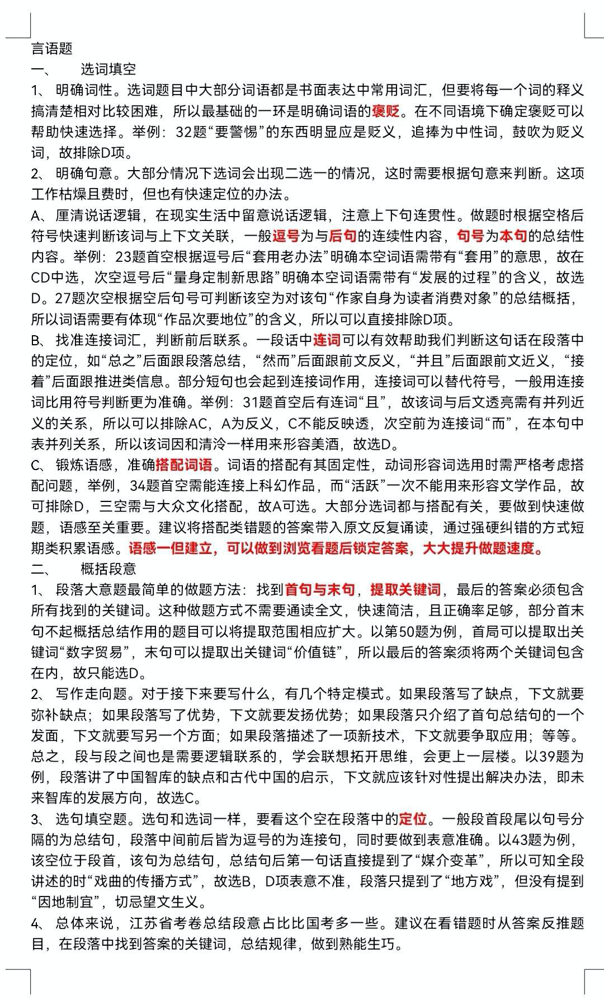 言语题
一、 选词填空
1、 明确词性。选词题目中大部分词语都是书面表达中常用词汇，但要将每一个词的释义
搞清楚相对比较困难，所以最基础的一环是明确词语的褒贬。在不同语境下确定褒贬可以
帮助快速选择。举例：32题“要警惕”的东西明显应是贬义，追捧为中性词，鼓吹为贬义
词，故排除D项。
2、 明确句意。大部分情况下选词会出现二选一的情况，这时需要根据句意来判断。这项
工作枯燥且费时，但也有快速定位的办法。
A、 厘清说话逻辑，在现实生活中留意说话逻辑，注意上下句连贯性。做题时根据空格后
符号快速判断该词与上下文关联，一般逗号为与后句的连续性内容，句号为本句的总结性
内容。举例：23题首空根据逗号后“套用老办法”明确本空词语需带有“套用”的意思，故在
CD中选，次空逗号后“量身定制新思路”明确本空词语需带有“发展的过程”的含义，故选
D。27题次空根据空后句号可判断该空为对该句“作家自身为读者消费对象”的总结概括，
所以词语需要有体现“作品次要地位”的含义，所以可以直接排除D项。
B、 找准连接词汇，判断前后联系。一段话中连词可以有效帮助我们判断这句话在段落中
的定位，如“总之”后面跟段落总结，“然而”后面跟前文反义，“并且”后面跟前文近义，“接
着”后面跟推进类信息。部分短句也会起到连接词作用，连接词可以替代符号，一般用连接
词比用符号判断更为准确。举例：31题首空后有连词“且”，故该词与后文透亮需有并列近
义的关系，所以可以排除AC，A为反义，C不能反映透，次空前为连接词“而”，在本句中
表并列关系，所以该词因和清泠一样用来形容美酒，故选D。
C、 锻炼语感，准确搭配词语。词语的搭配有其固定性，动词形容词选用时需严格考虑搭
配问题，举例，34题首空需能连接上科幻作品，而“活跃”一次不能用来形容文学作品，故
可排除D，三空需与大众文化搭配，故A可选。大部分选词都与搭配有关，要做到快速做
题，语感至关重要。建议将搭配类错题的答案带入原文反复诵读，通过强硬纠错的方式短
期类积累语感。语感一但建立，可以做到浏览看题后锁定答案，大大提升做题速度。
二、 概括段意
1、 段落大意题最简单的做题方法：找到首句与末句，提取关键词，最后的答案必须包含
所有找到的关键词。这种做题方式不需要通读全文，快速简洁，且正确率足够，部分首末
句不起概括总结作用的题目可以将提取范围相应扩大。以第50题为例，首局可以提取出关
键词“数字贸易”，末句可以提取出关键词“价值链”，所以最后的答案须将两个关键词包含
在内，故只能选D。
2、 写作走向题。对于接下来要写什么，有几个特定模式。如果段落写了缺点，下文就要
弥补缺点；如果段落写了优势，下文就要发扬优势；如果段落只介绍了首句总结句的一个
发面，下文就要写另一个方面；如果段落描述了一项新技术，下文就要争取应用；等等。
总之，段与段之间也是需要逻辑联系的，学会联想拓开思维，会更上一层楼。以39题为
例，段落讲了中国智库的缺点和古代中国的启示，下文就应该针对性提出解决办法，即未
来智库的发展方向，故选C。
3、 选句填空题。选句和选词一样，要看这个空在段落中的定位。一般段首段尾以句号分
隔的为总结句，段落中间前后皆为逗号的为连接句，同时要做到表意准确。以43题为例，
该空位于段首，该句为总结句，总结句后第一句话直接提到了“媒介变革”，所以可知全段
讲述的时“戏曲的传播方式”，故选B，D项表意不准，段落只提到了“地方戏”，但没有提到
“因地制宜”，切忌望文生义。
4、 总体来说，江苏省考卷总结段意占比比国考多一些。建议在看错题时从答案反推题
目，在段落中找到答案的关键词，总结规律，做到熟能生巧。